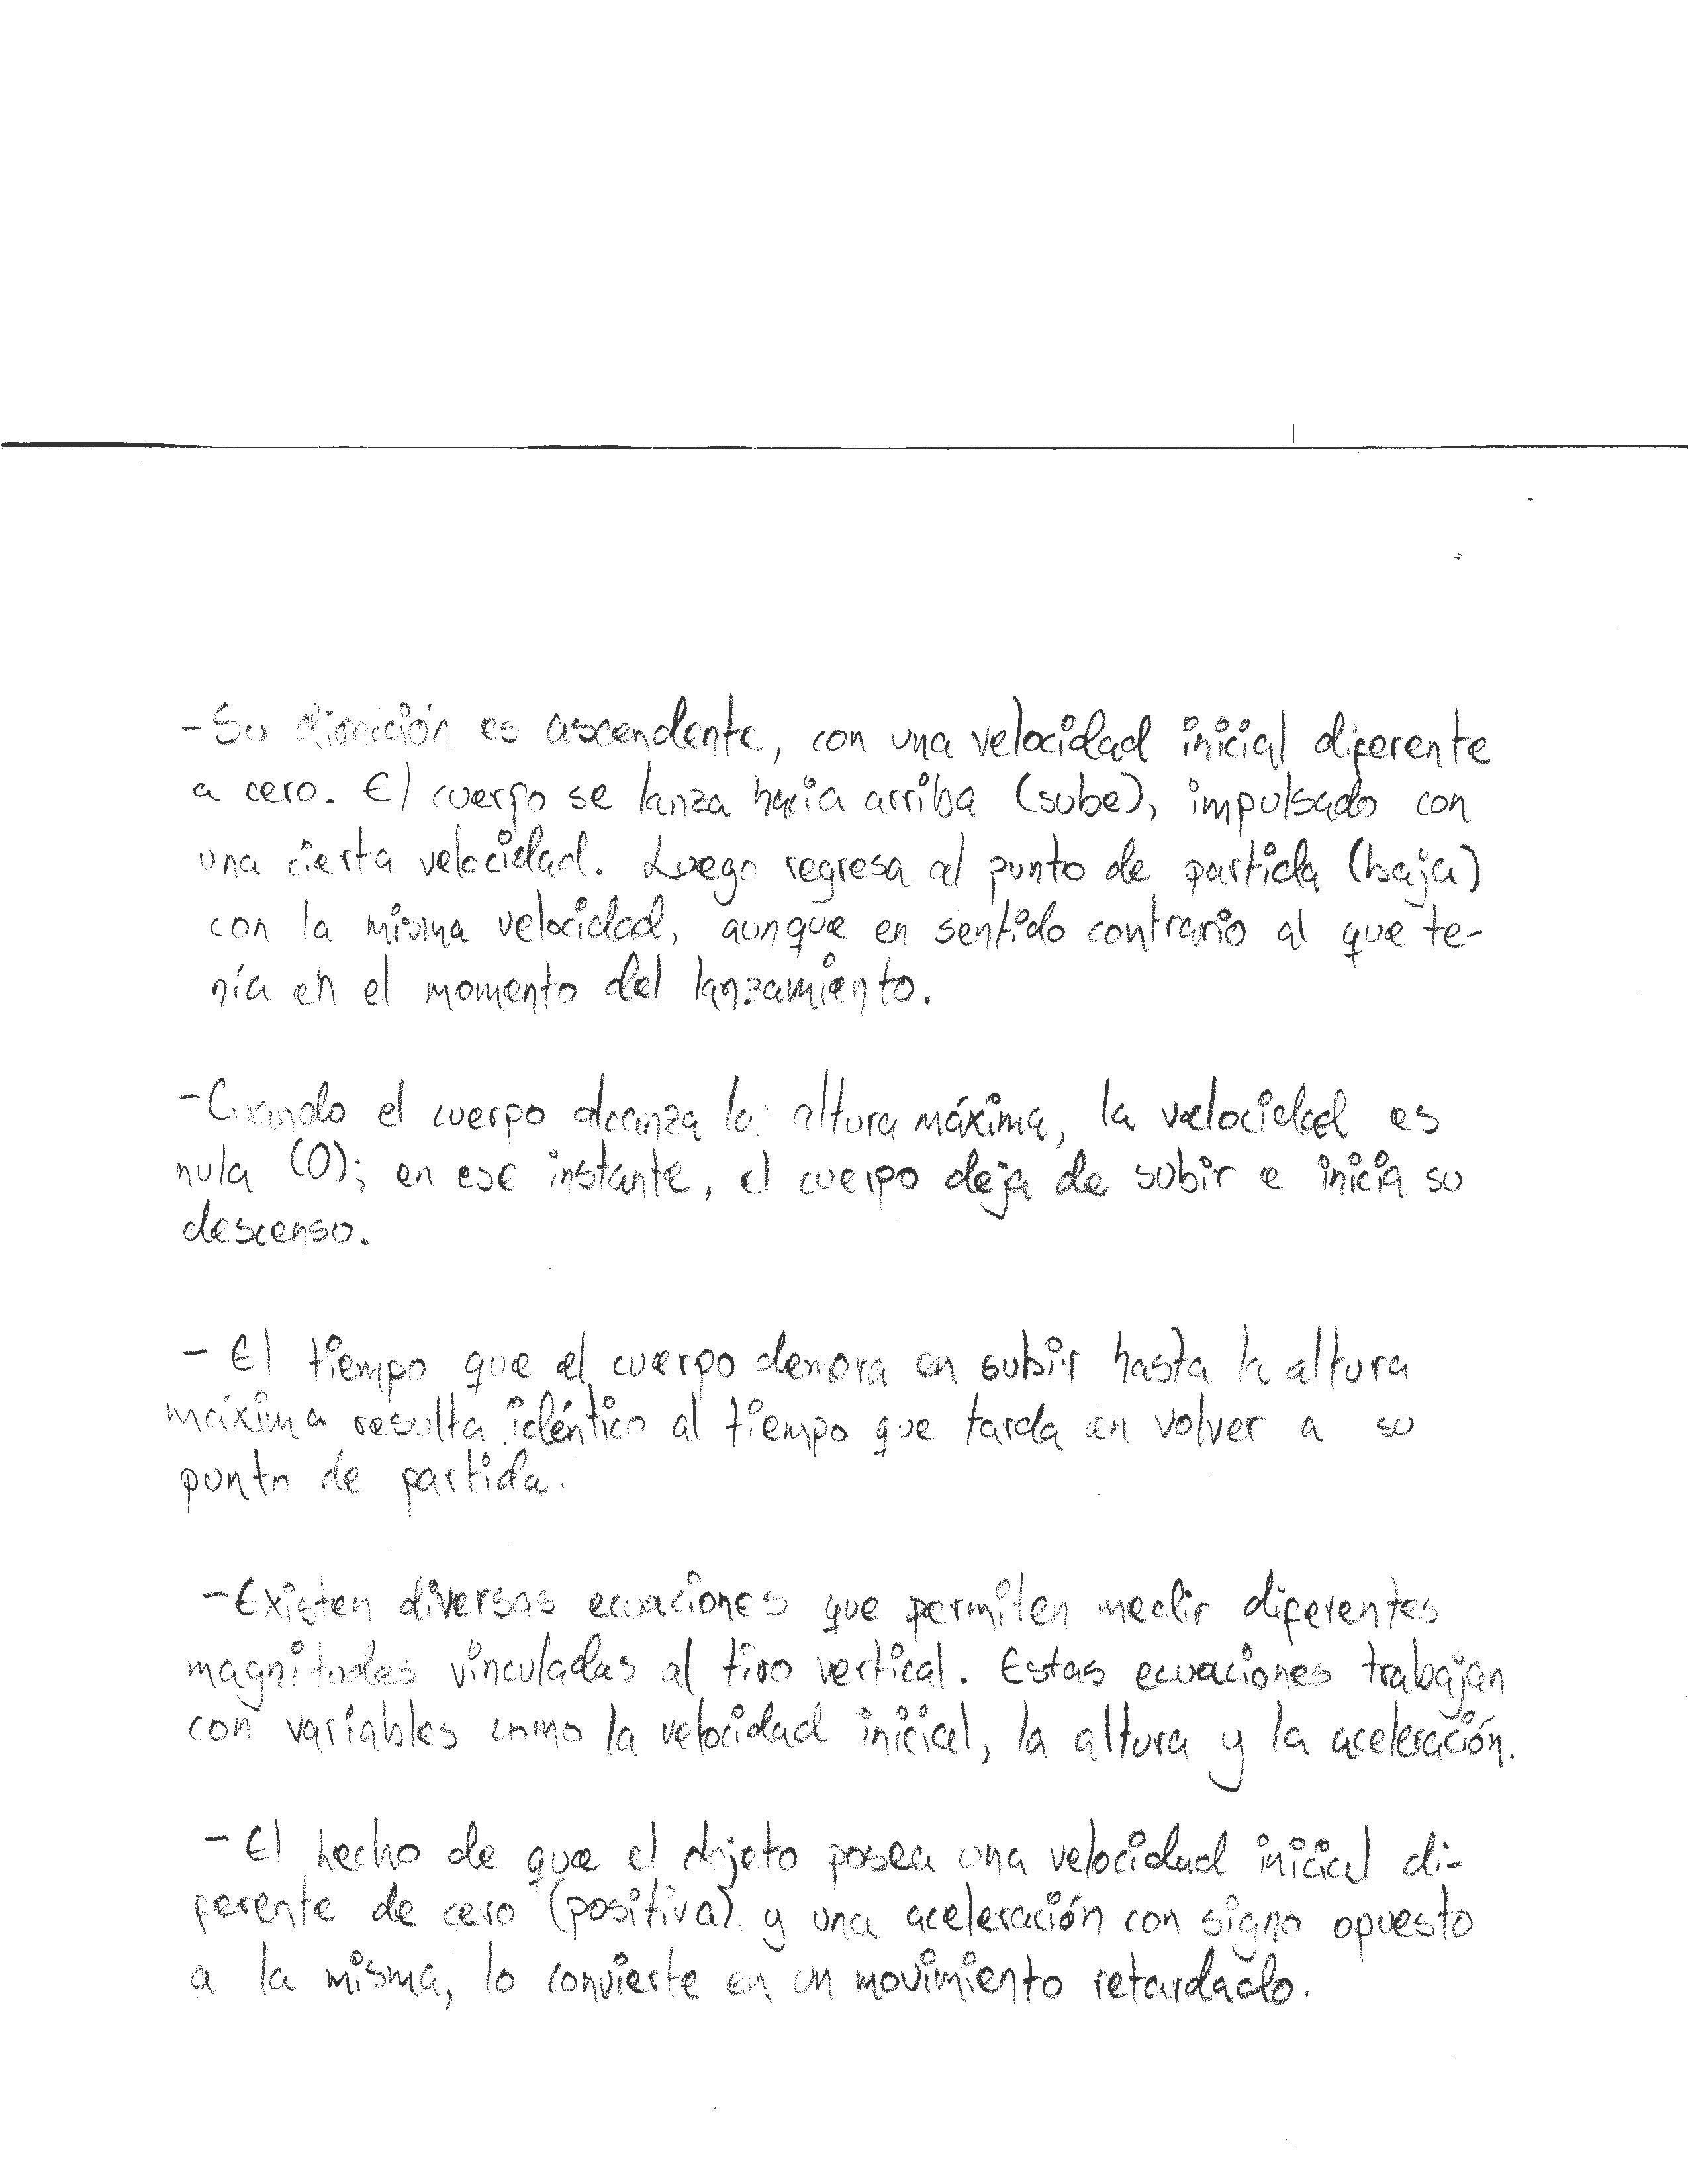 - Su dirección es ascendente, con una velocidad inicial diferente
a cero. El cuerpo se lanza hacia arriba (sube), impulsado con
una cierta velocidad. Luego regresa al punto de partida (baja)
con la misma velocidad, aunque en sentido contrario al que te-
nía en el momento del lanzamiento.
- Cuando el cuerpo alcanza la altura máxima, la velocidad es
nula (0); en ese instante, el cuerpo deja de subir e inicia su
descenso.
- El tiempo que el cuerpo demora en subir hasta la altura
máxima resulta idéntico al tiempo que tarda en volver a su
punto de partida.
- Existen diversas ecuaciones que permiten medir diferentes
magnitudes vinculadas al tiro vertical. Estas ecuaciones trabajan
con variables como la velocidad inicial, la altura y la aceleración.
- El hecho de que el objeto posea una velocidad inicial di-
ferente de cero (positiva) y una aceleración con signo opuesto
a la misma, lo convierte en un movimiento retardado.